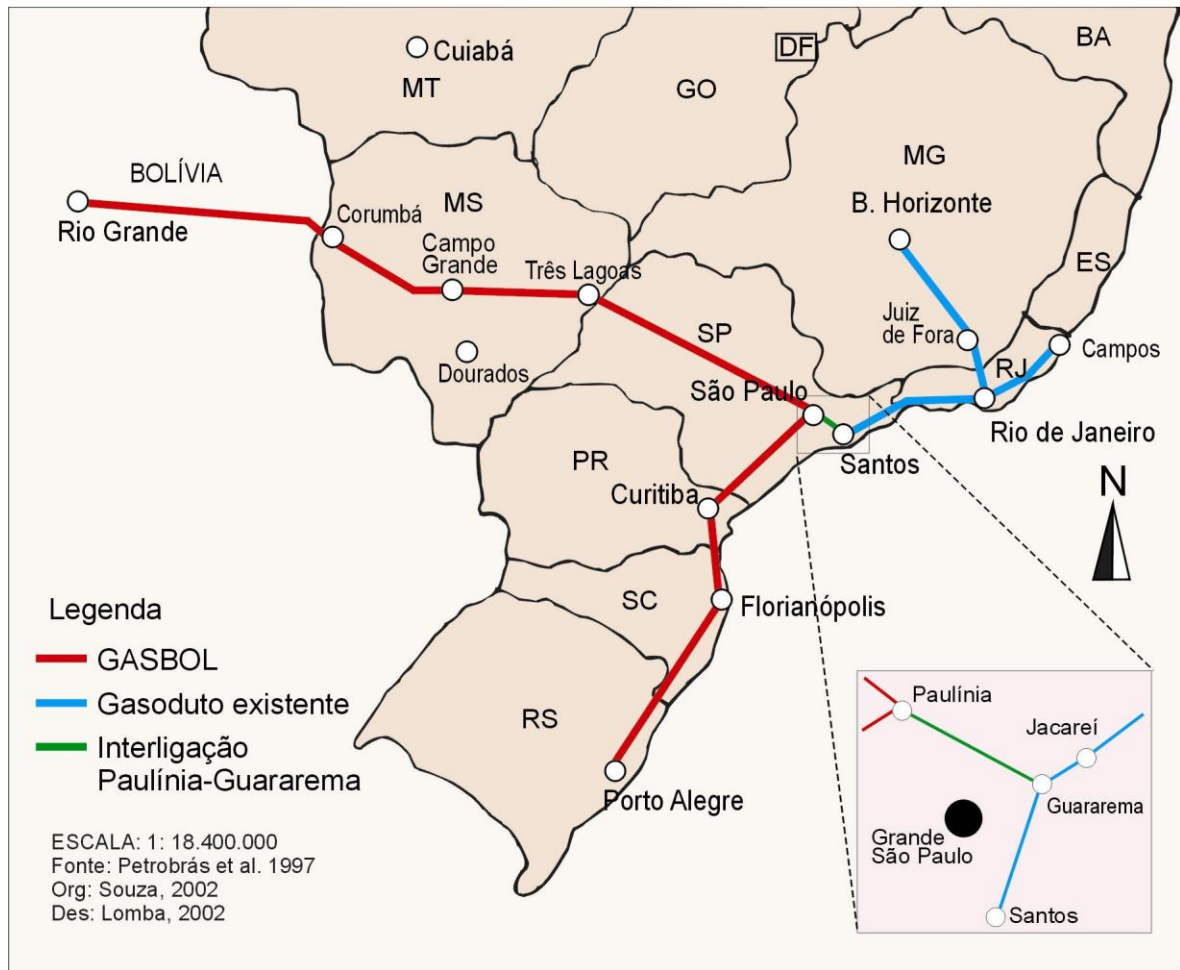 DF
BA
Cuiabá
MT
GO
MG
BOLÍVIA
Rio Grande
Corumbá
MS
Campo
Grande
Três Lagoas
B. Horizonte
ES
Juiz
de Fora
Campos
SP
RJ
Dourados
São Paulo
Rio de Janeiro
Santos
PR
Curitiba
N
SC
Florianópolis
RS
Porto Alegre
Legenda
GASBOL
Gasoduto existente
Interligação
Paulínia-Guararema
ESCALA: 1: 18.400.000
Fonte: Petrobrás et al. 1997
Org: Souza, 2002
Des: Lomba, 2002
Paulínia
Jacareí
Guararema
Grande
São Paulo
Santos